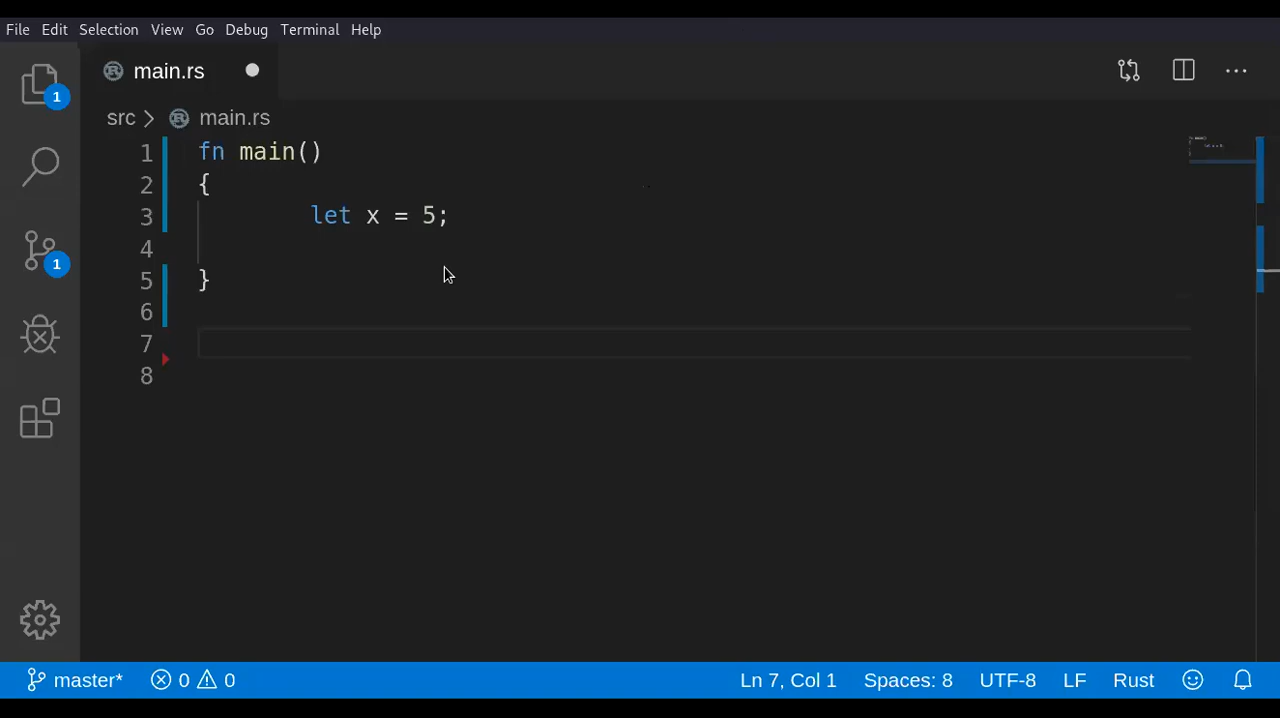 File Edit Selection View Go Debug Terminal Help
main.rs
1
src > main.rs
1 fn main()
2 {
3 let x = 5;
4
1
5 }
6
7
8
master* 0 0 Ln 7, Col 1 Spaces: 8 UTF-8 LF Rust